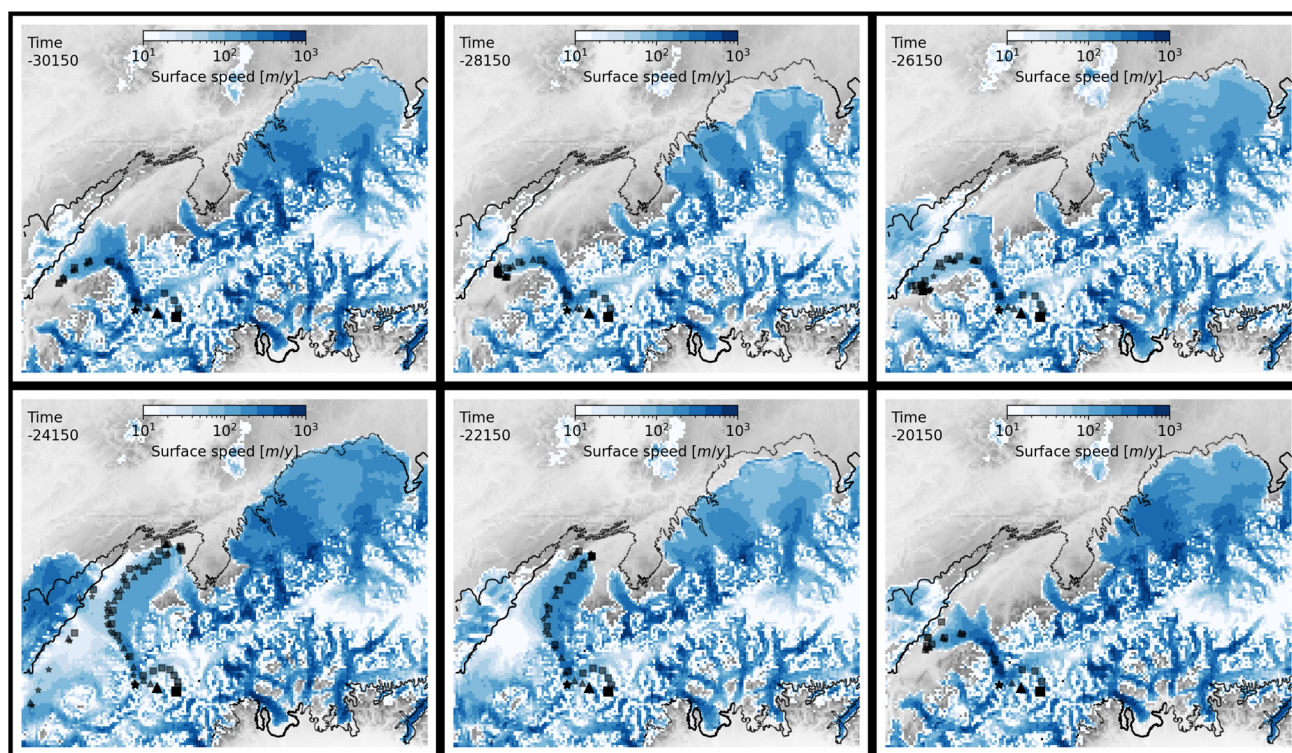 Time
-30150
10¹ 10² 10³
Surface speed [m/y]
Time
-28150
10¹ 10² 10³
Surface speed [m/y]
Time
-26150
10¹ 10² 10³
Surface speed [m/y]
Time
-24150
10¹ 10² 10³
Surface speed [m/y]
Time
-22150
10¹ 10² 10³
Surface speed [m/y]
Time
-20150
10¹ 10² 10³
Surface speed [m/y]